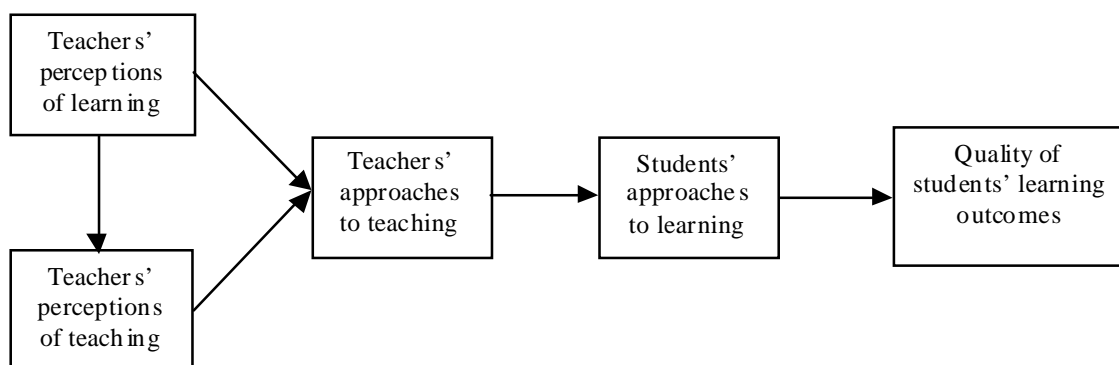 Teachers’
perceptions
of learning
Teachers’
perceptions
of teaching
Teachers’
approaches
to teaching
Students’
approaches
to learning
Quality of
students’ learning
outcomes